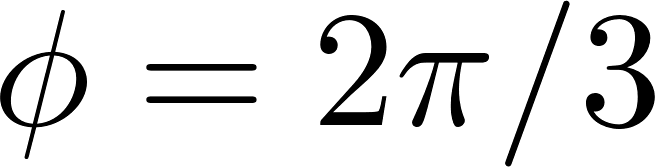 ϕ = 2π/3